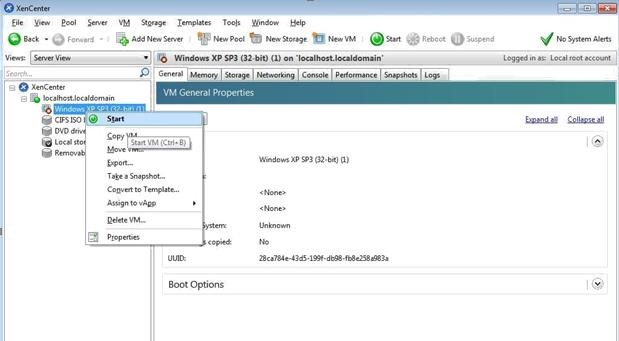 XenCenter
File View Pool Server VM Storage Templates Tools Window Help
Back Forward Add New Server New Pool New Storage New VM Start Reboot Suspend No System Alerts
Views: Server View
Windows XP SP3 (32-bit) (1) on 'localhost.localdomain' Logged in as: Local root account
Search...
General Memory Storage Networking Console Performance Snapshots Logs
XenCenter
localhost.localdomain
Windows XP SP3 (32-bit) (1)
CIFS ISO
DVD drive
Local stor
Removab
VM General Properties
Expand all Collapse all
Start
Copy VM
Start VM (Ctrl+B)
Move VM...
Export...
Take a Snapshot...
Convert to Template...
Assign to vApp
Delete VM...
Properties
Windows XP SP3 (32-bit) (1)
<None>
<None>
System: Unknown
s copied: No
UUID: 28ca784e-43d5-199f-db98-fb8e258a983a
Boot Options